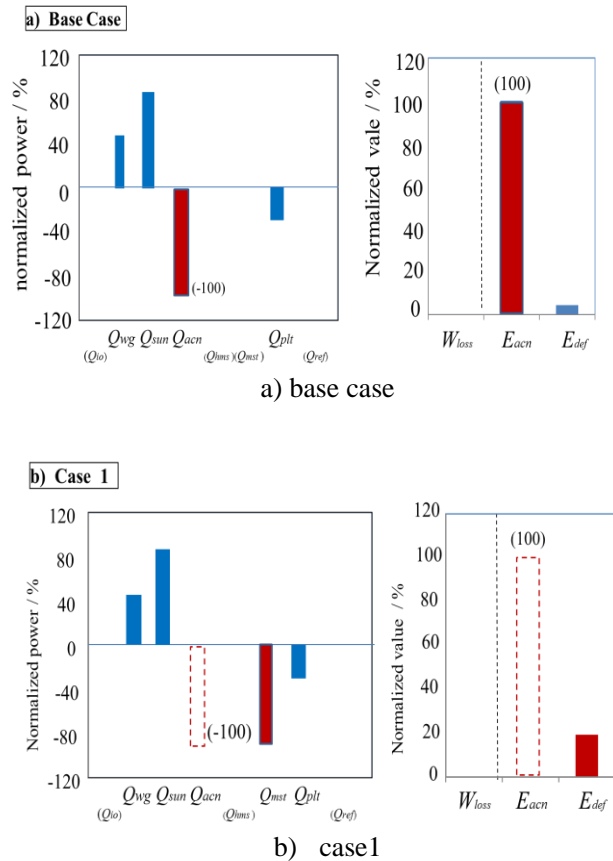 a) Base Case
normalized power / %
120
80
40
0
-40
-80
-120
(-100)
Qwg Qsun Qacn Qplt
(Qio) (Qhms)(Qmst) (Qref)
Normalized vale / %
120
100
80
60
40
20
0
(100)
Wloss Eacn Edef
a) base case
b) Case 1
Normalized power / %
120
80
40
0
-40
-80
-120
(-100)
Qwg Qsun Qacn Qmst Qplt
(Qio) (Qhms) (Qref)
Normalized value / %
120
100
80
60
40
20
0
(100)
Wloss Eacn Edef
b) case1